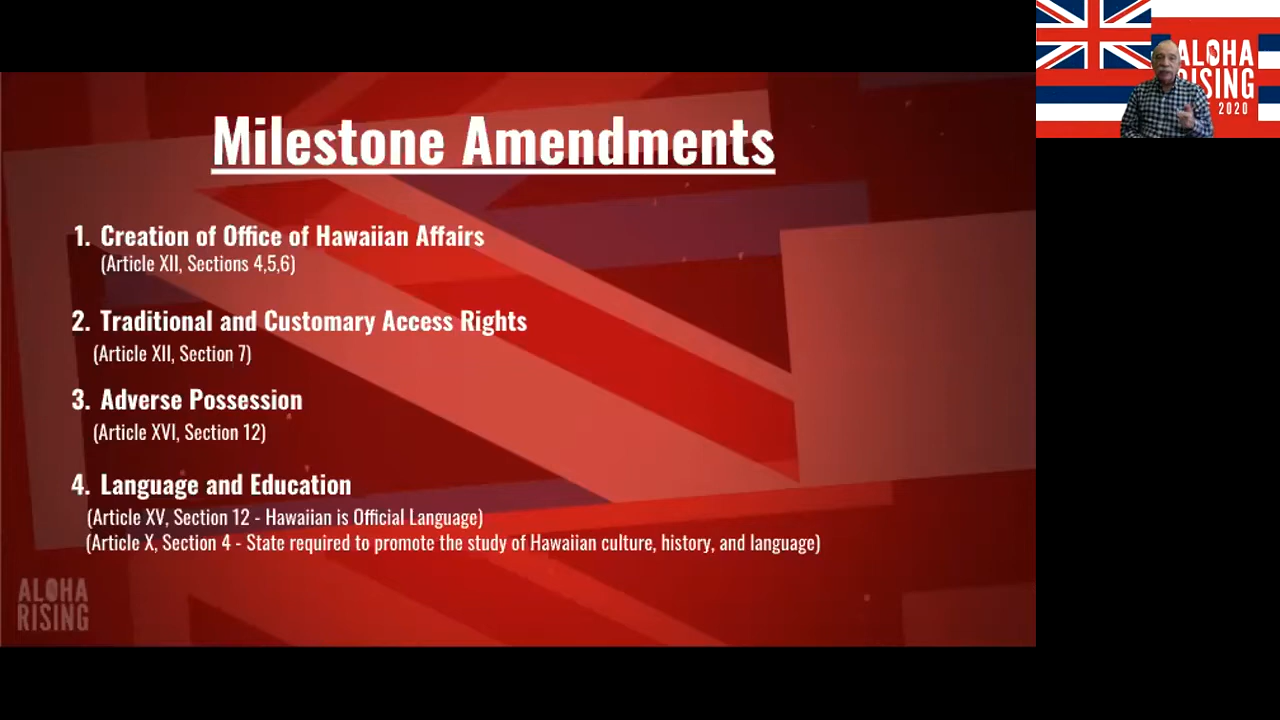 Milestone Amendments
1. Creation of Office of Hawaiian Affairs
(Article XII, Sections 4,5,6)
2. Traditional and Customary Access Rights
(Article XII, Section 7)
3. Adverse Possession
(Article XVI, Section 12)
4. Language and Education
(Article XV, Section 12 - Hawaiian is Official Language)
(Article X, Section 4 - State required to promote the study of Hawaiian culture, history, and language)
ALOHA
RISING
ALOHA
RISING
2020